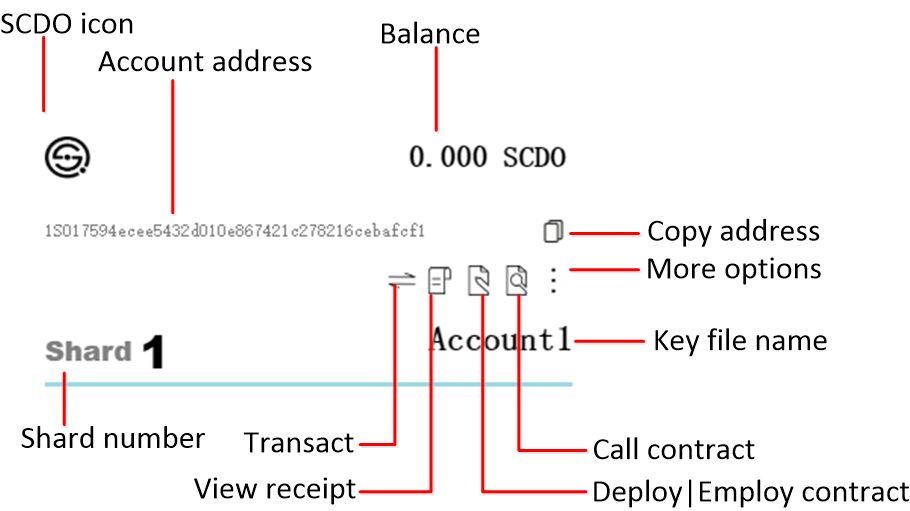 SCDO icon
Balance
Account address
0.000 SCDO
1S017594ecee5432d010e867421c278216cebafcf1
Copy address
More options
Account1
Key file name
Shard 1
Shard number
Transact
Call contract
View receipt
Deploy|Employ contract